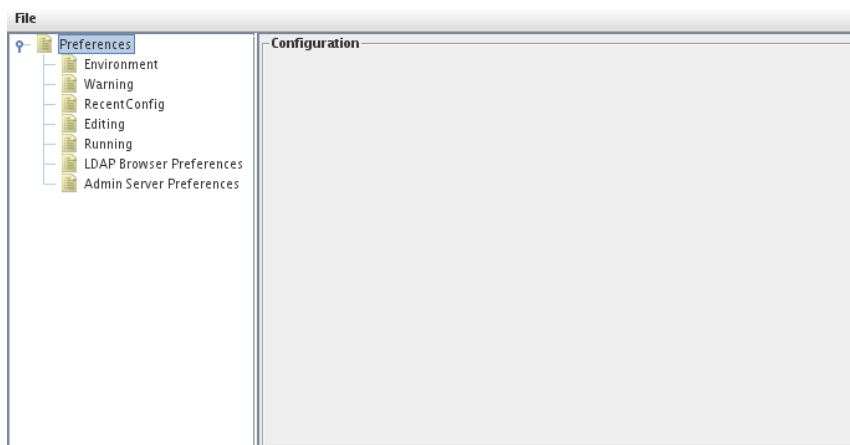 File
Preferences
Environment
Warning
RecentConfig
Editing
Running
LDAP Browser Preferences
Admin Server Preferences
Configuration